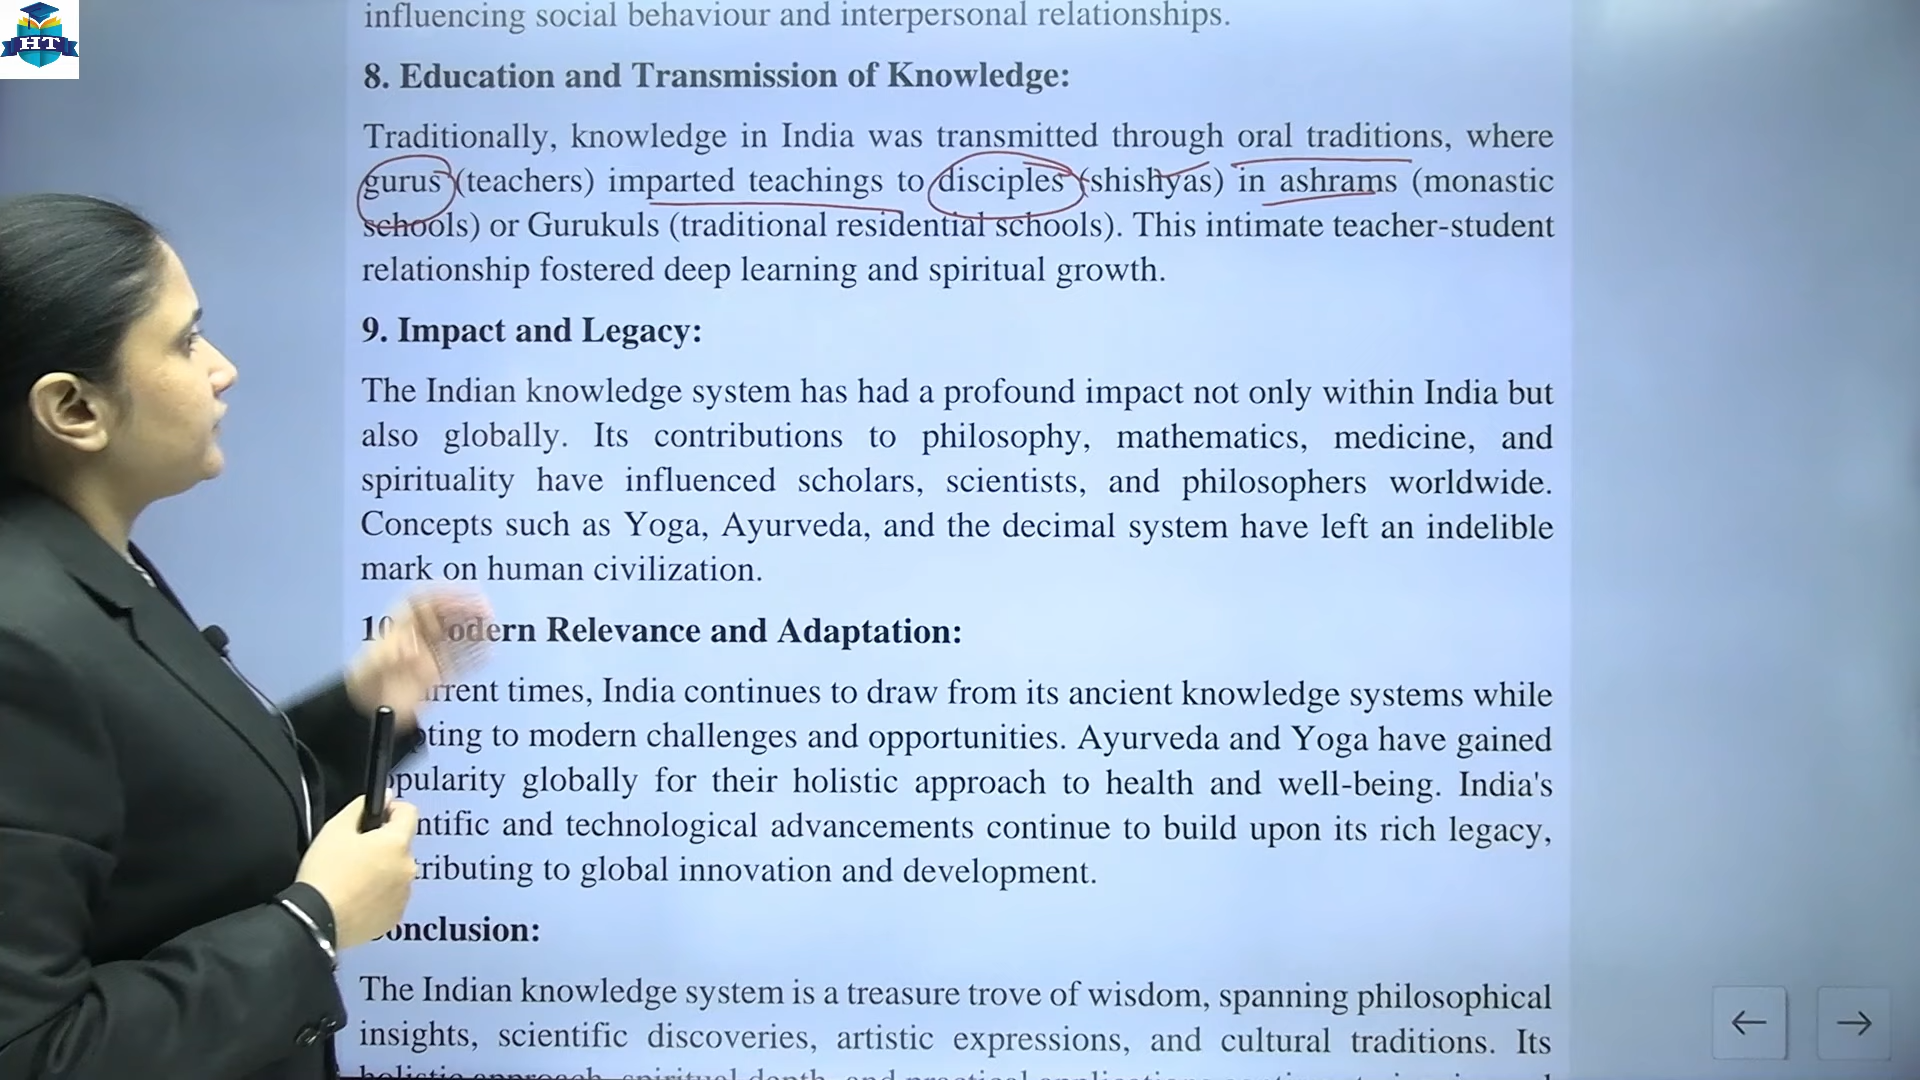 HT
influencing social behaviour and interpersonal relationships.
8. Education and Transmission of Knowledge:
Traditionally, knowledge in India was transmitted through oral traditions, where
gurus (teachers) imparted teachings to disciples (shishyas) in ashrams (monastic
schools) or Gurukuls (traditional residential schools). This intimate teacher-student
relationship fostered deep learning and spiritual growth.
9. Impact and Legacy:
The Indian knowledge system has had a profound impact not only within India but
also globally. Its contributions to philosophy, mathematics, medicine, and
spirituality have influenced scholars, scientists, and philosophers worldwide.
Concepts such as Yoga, Ayurveda, and the decimal system have left an indelible
mark on human civilization.
10 Modern Relevance and Adaptation:
times, India continues to draw from its ancient knowledge systems while
to modern challenges and opportunities. Ayurveda and Yoga have gained
popularity globally for their holistic approach to health and well-being. India's
and technological advancements continue to build upon its rich legacy,
to global innovation and development.
Conclusion:
The Indian knowledge system is a treasure trove of wisdom, spanning philosophical
insights, scientific discoveries, artistic expressions, and cultural traditions. Its